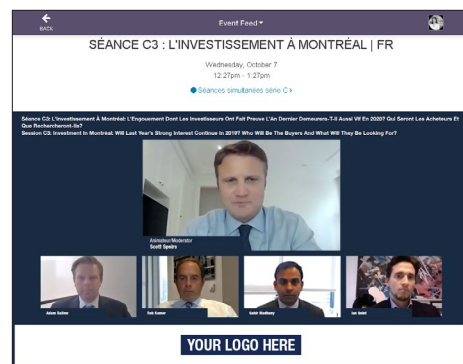 BACK
Event Feed
SÉANCE C3 : L'INVESTISSEMENT À MONTRÉAL | FR
Wednesday, October 7
12:27pm - 1:27pm
Séances simultanées série C
Séance C3: L'Investissement À Montréal: L'Engouement Dont Les Investisseurs Ont Fait Preuve L'An Dernier Demeurera-T-Il Aussi Vif En 2020? Qui Seront Les Acheteurs Et
Que Rechercheront-Ils?
Session C3: Investment In Montréal: Will Last Year's Strong Interest Continue In 2019? Who Will Be The Buyers And What Will They Be Looking For?
Animateur/Moderator
Scott Speirs
Rob Kumer
YOUR LOGO HERE